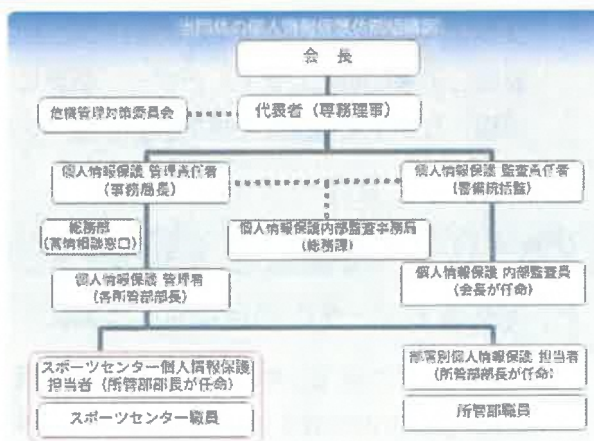 当団体の個人情報保護体制組織図
会 長
危機管理対策委員会
代表者（専務理事）
個人情報保護 管理責任者
（事務局長）
個人情報保護 監査責任者
（警備統括監）
総務部
（苦情相談窓口）
個人情報保護内部監査事務局
（総務課）
個人情報保護 管理者
（各所管部部長）
個人情報保護 内部監査員
（会長が任命）
スポーツセンター個人情報保護
担当者（所管部部長が任命）
部署別個人情報保護 担当者
（所管部部長が任命）
スポーツセンター職員
所管部職員